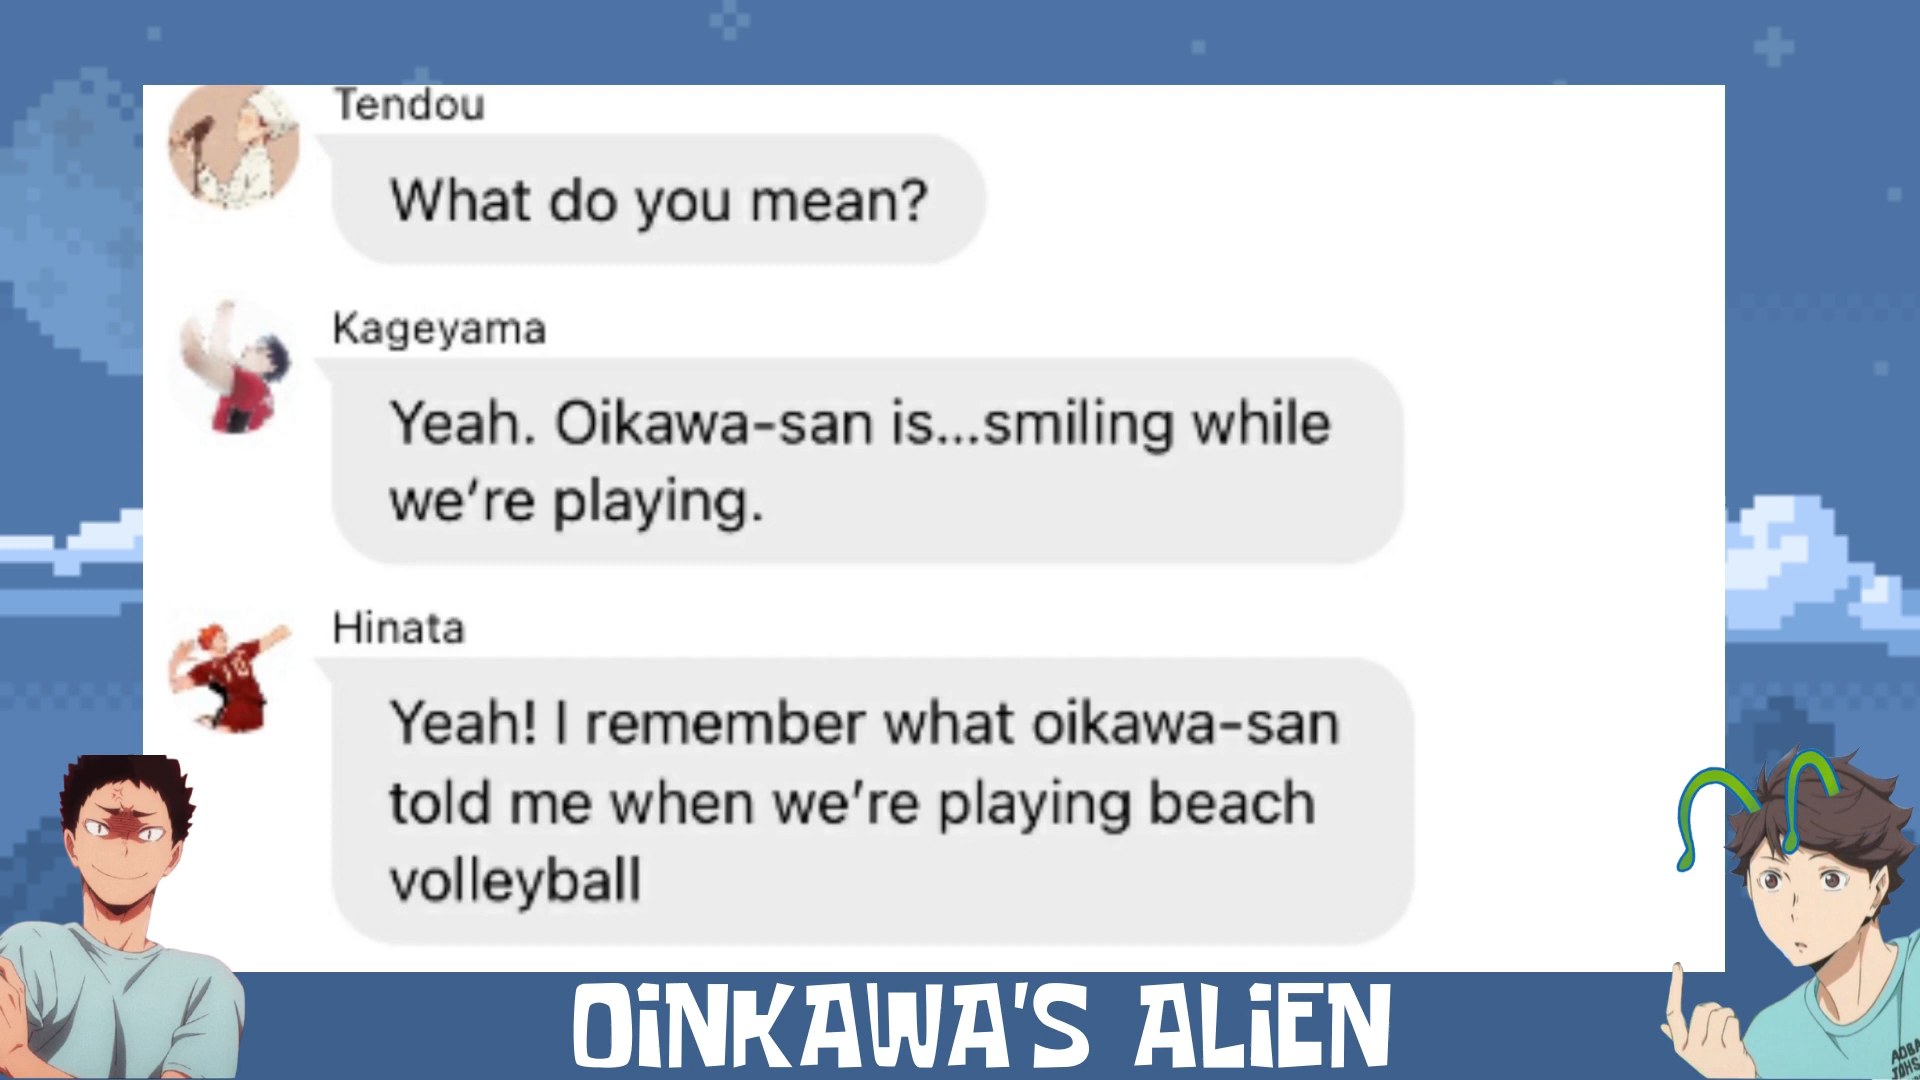 Tendou
What do you mean?
Kageyama
Yeah. Oikawa-san is...smiling while
we're playing.
Hinata
Yeah! I remember what oikawa-san
told me when we're playing beach
volleyball
OiNKAWA'S ALiEN